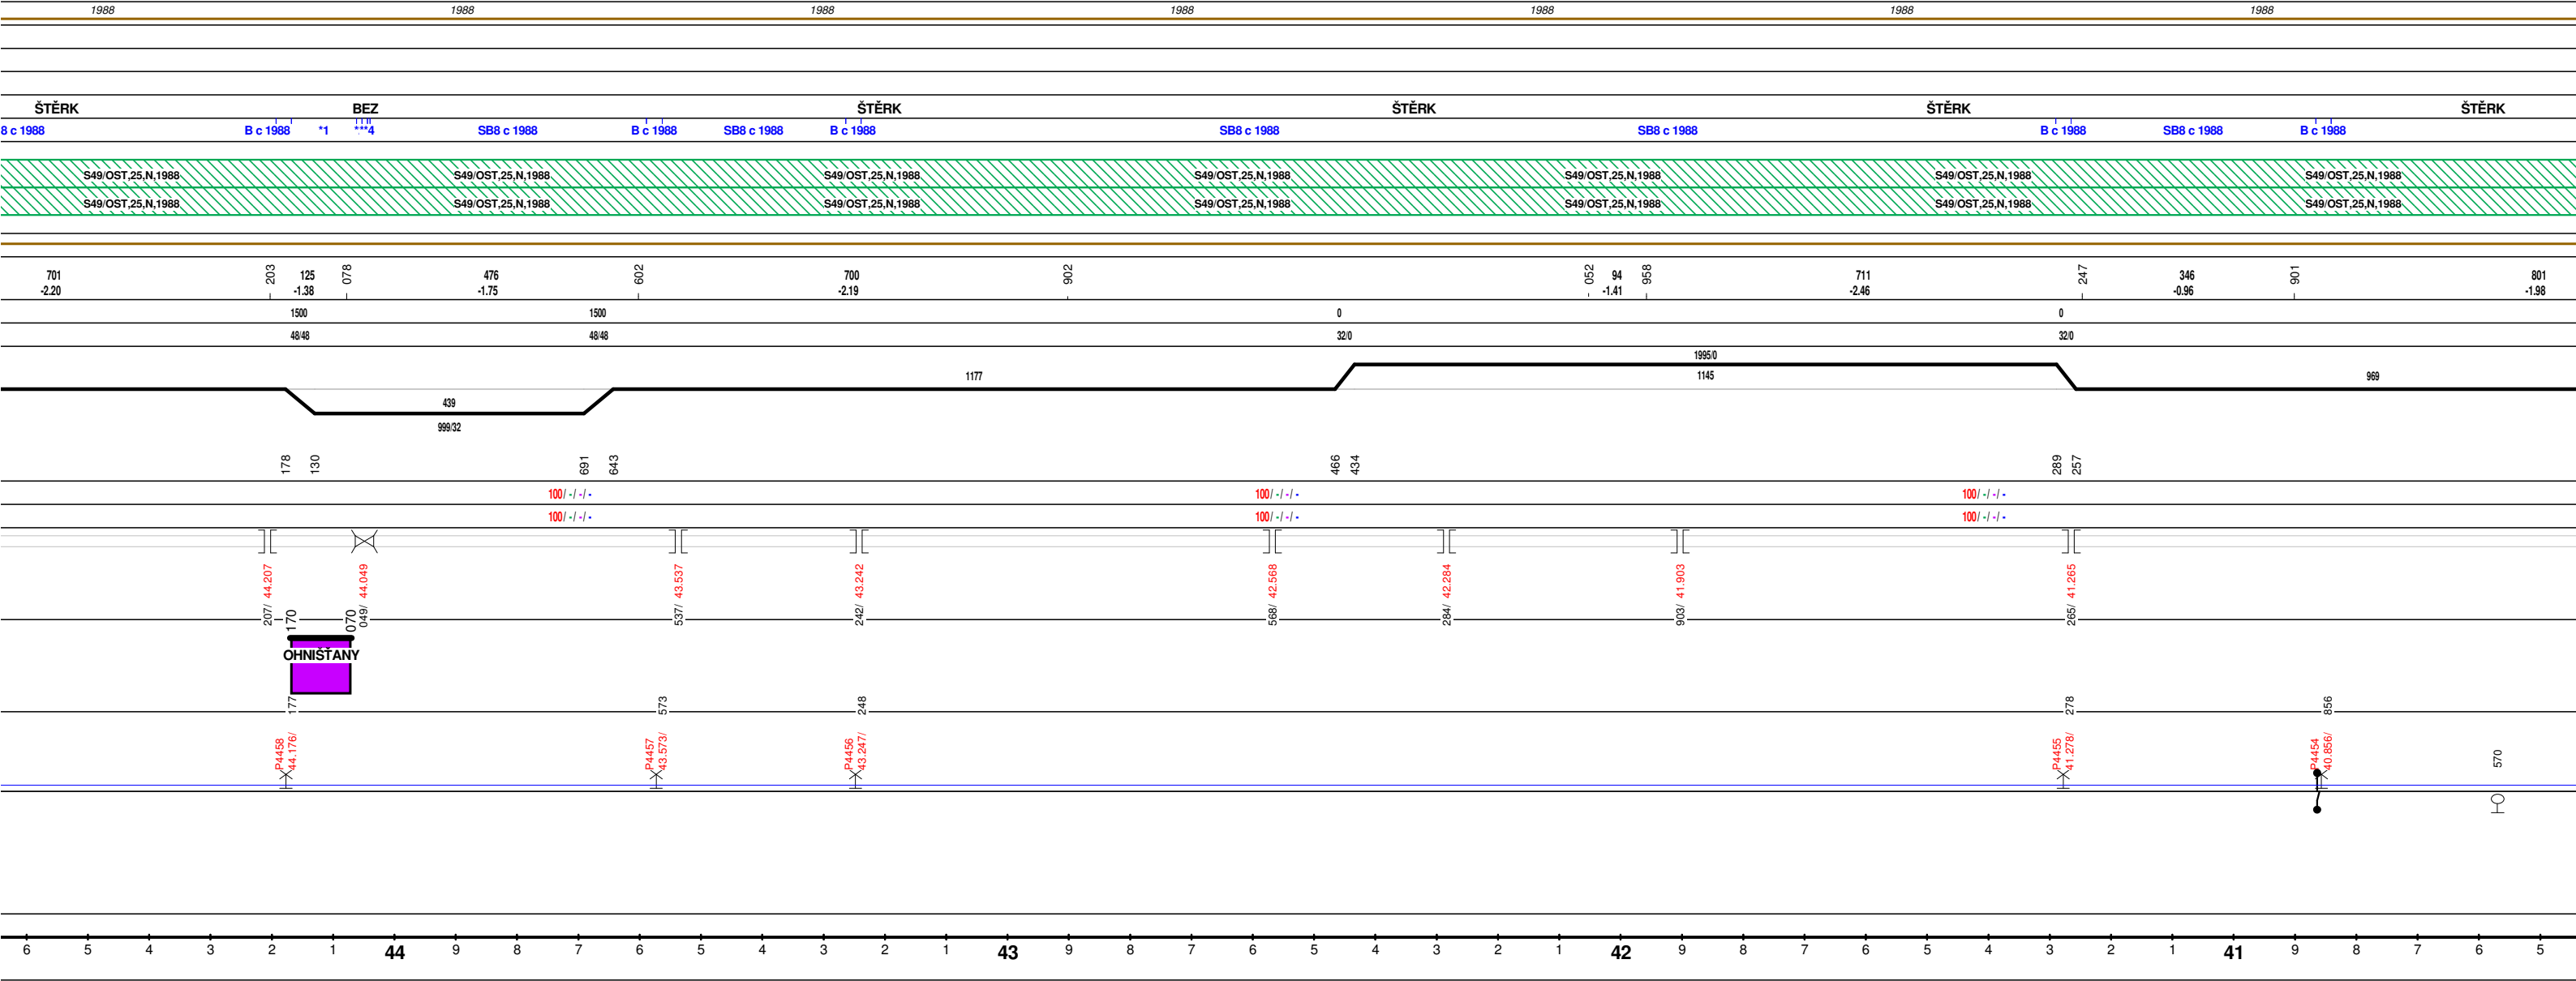 1988 1988 1988 1988 1988 1988 1988
ŠTĚRK BEZ ŠTĚRK ŠTĚRK ŠTĚRK ŠTĚRK
8 c 1988 B c 1988 *1 ***4 SB8 c 1988 B c 1988 SB8 c 1988 B c 1988 SB8 c 1988 SB8 c 1988 B c 1988 SB8 c 1988 B c 1988
S49/OST,25,N,1988 S49/OST,25,N,1988 S49/OST,25,N,1988 S49/OST,25,N,1988 S49/OST,25,N,1988 S49/OST,25,N,1988 S49/OST,25,N,1988
S49/OST,25,N,1988 S49/OST,25,N,1988 S49/OST,25,N,1988 S49/OST,25,N,1988 S49/OST,25,N,1988 S49/OST,25,N,1988 S49/OST,25,N,1988
701 203 125 078 476 602 700 902 052 94 958 711 247 346 901 801
-2.20 -1.38 -1.75 -2.19 -1.41 -2.46 -0.96 -1.98
1500 1500 0 0
48/48 48/48 32/0 32/0
1995/0
1177 1145 969
439
999/32
178 130 691 643 466 434 289 257
100/ -/ -/ - 100/ -/ -/ - 100/ -/ -/ -
100/ -/ -/ - 100/ -/ -/ - 100/ -/ -/ -
207/ 44.207 049/ 44.049 537/ 43.537 242/ 43.242 568/ 42.568 284/ 42.284 903/ 41.903 265/ 41.265
170 070
OHNIŠŤANY
177 573 248 278 856
P4458 44.176/ P4457 43.573/ P4456 43.247/ P4455 41.278/ P4454 40.856/ 570
6 5 4 3 2 1 44 9 8 7 6 5 4 3 2 1 43 9 8 7 6 5 4 3 2 1 42 9 8 7 6 5 4 3 2 1 41 9 8 7 6 5